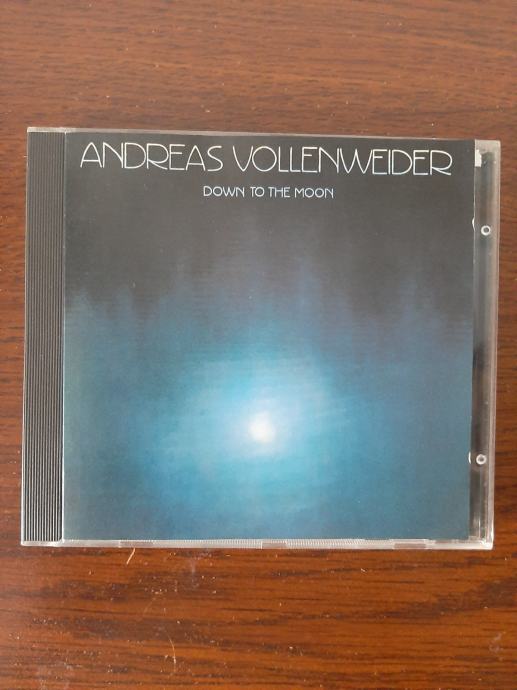 ANDREAS VOLLENWEIDER
DOWN TO THE MOON